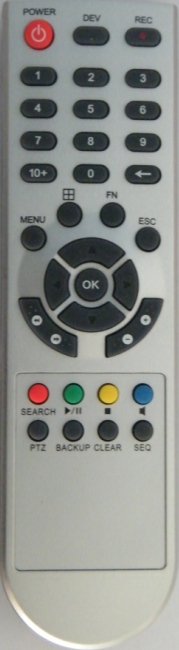 POWER DEV REC
1 2 3
4 5 6
7 8 9
10+ 0
FN
MENU ESC
OK
SEARCH
PTZ BACKUP CLEAR SEQ